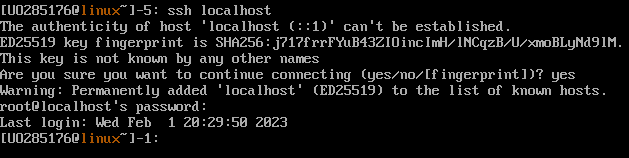 [UO285176@linux~]-5: ssh localhost
The authenticity of host 'localhost (::1)' can't be established.
ED25519 key fingerprint is SHA256:j717frrFYuB43ZIOincImH/lNCqzB/U/xmoBLyNd9lM.
This key is not known by any other names
Are you sure you want to continue connecting (yes/no/[fingerprint])? yes
Warning: Permanently added 'localhost' (ED25519) to the list of known hosts.
root@localhost's password:
Last login: Wed Feb  1 20:29:50 2023
[UO285176@linux~]-1: